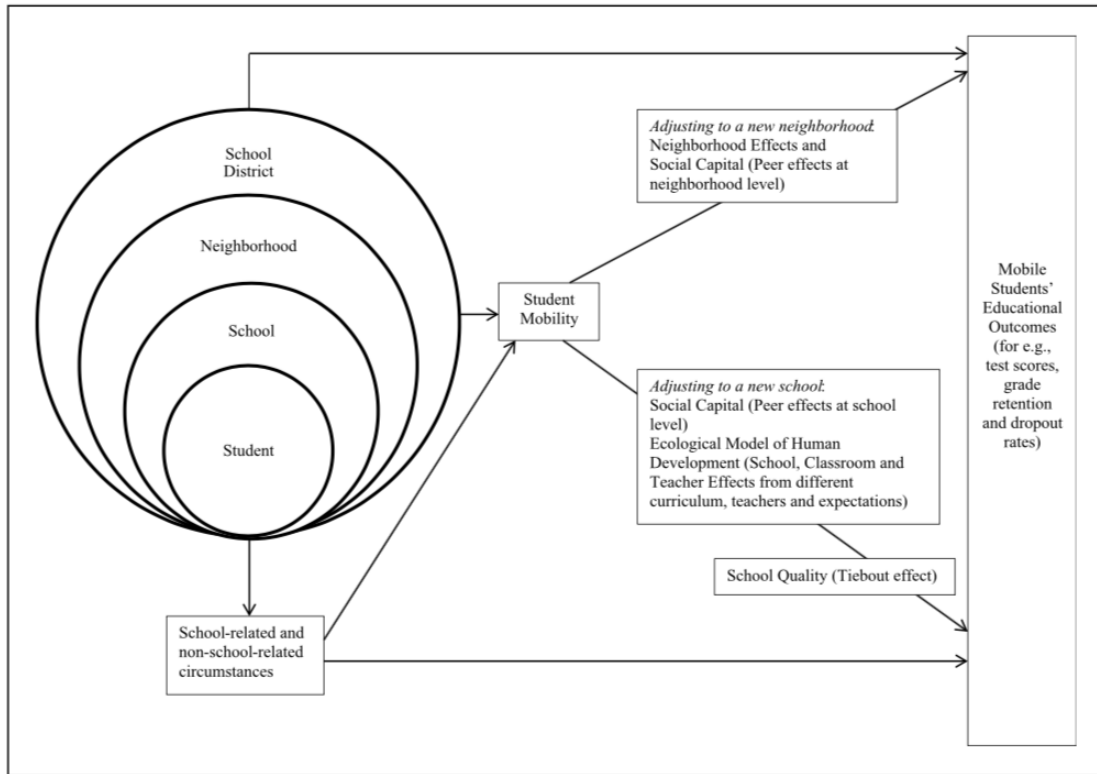 School
District
Neighborhood
School
Student
School-related and
non-school-related
circumstances
Student
Mobility
Adjusting to a new neighborhood:
Neighborhood Effects and
Social Capital (Peer effects at
neighborhood level)
Adjusting to a new school:
Social Capital (Peer effects at school
level)
Ecological Model of Human
Development (School, Classroom and
Teacher Effects from different
curriculum, teachers and expectations)
School Quality (Tiebout effect)
Mobile
Students’
Educational
Outcomes
(for e.g.,
test scores,
grade
retention
and dropout
rates)